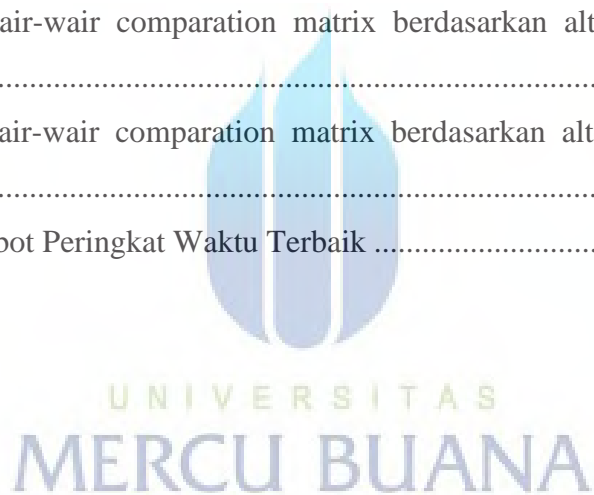 air-wair comparation matrix berdasarkan alt
................................................................................
air-wair comparation matrix berdasarkan alt
................................................................................
bot Peringkat Waktu Terbaik ..............................
UNIVERSITAS
MERCU BUANA